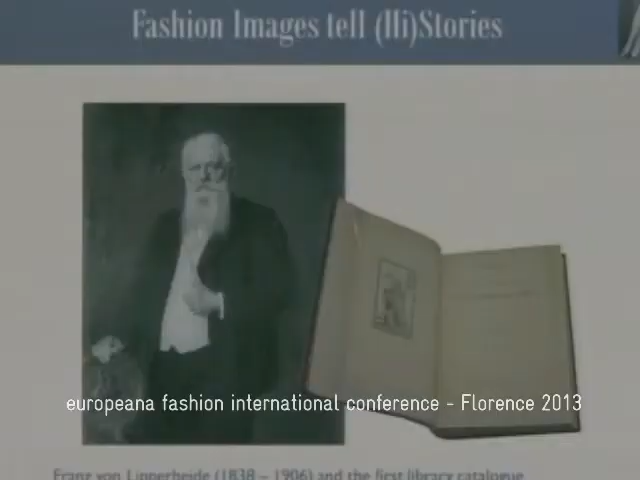 Fashion Images tell (Hi)Stories
europeana fashion international conference - Florence 2013
Franz von Lipperheide (1838 – 1906) and the first library catalogue